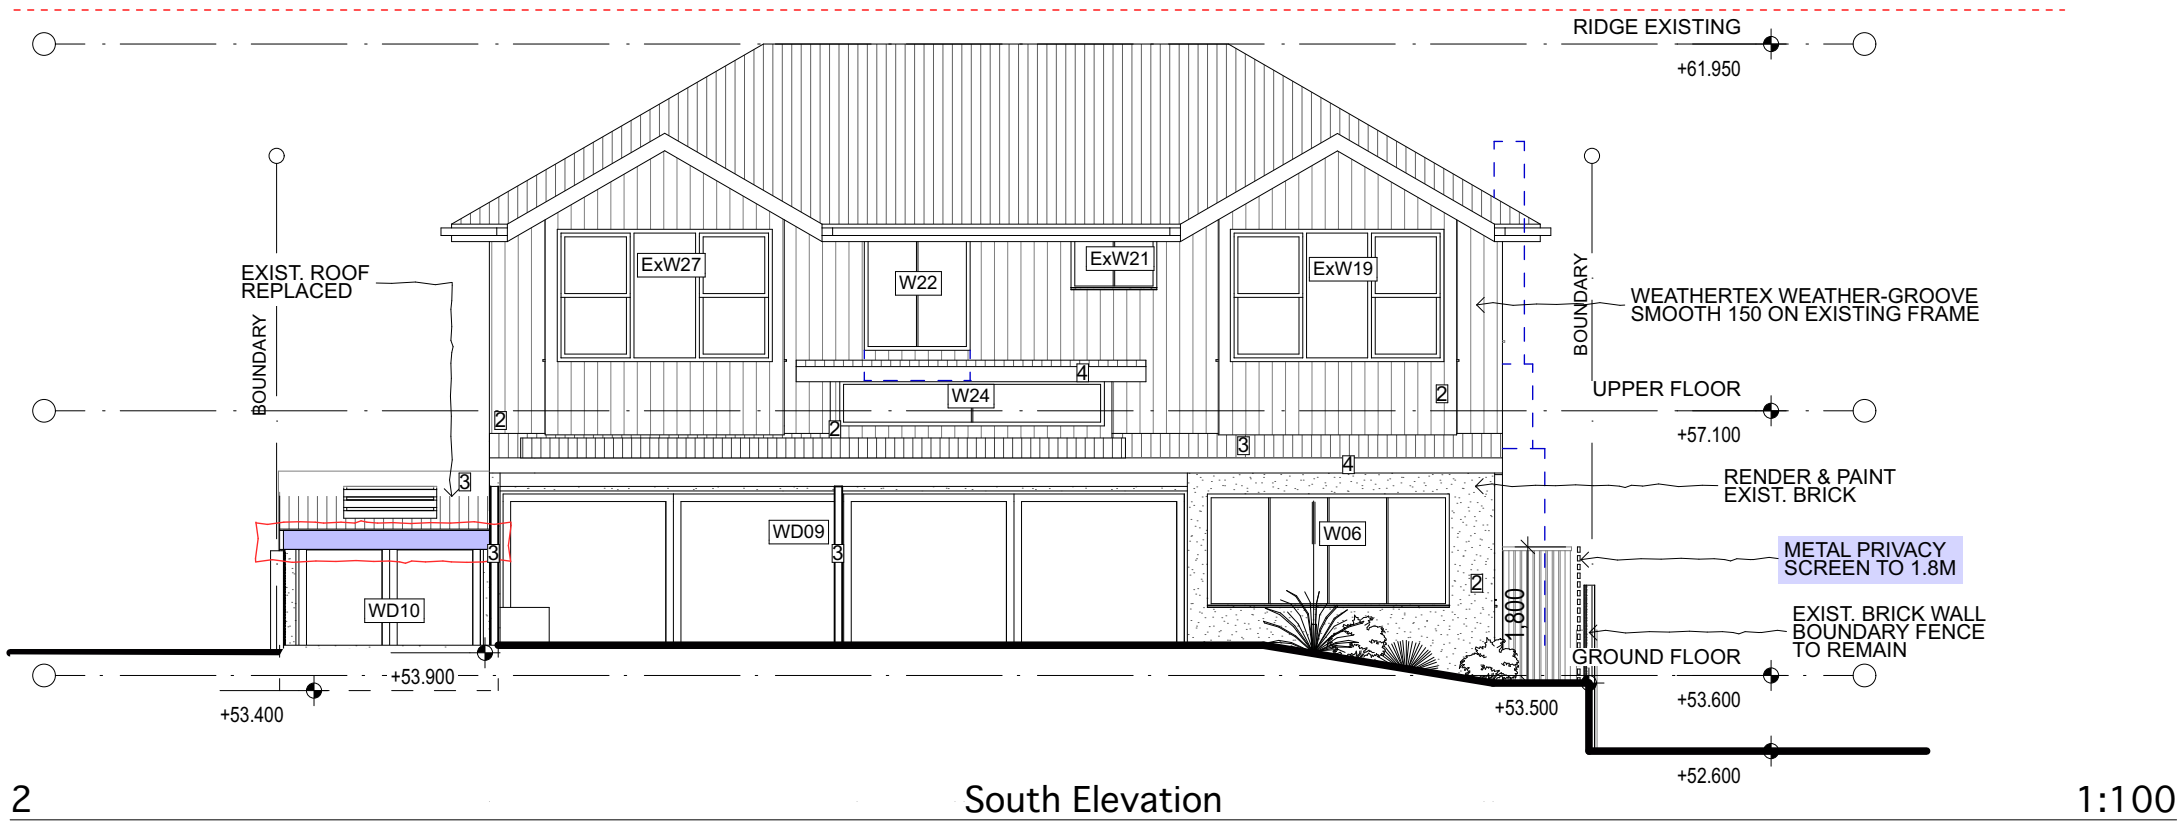 RIDGE EXISTING
+61.950
EXIST. ROOF
REPLACED
BOUNDARY
ExW27
W22
ExW21
ExW19
BOUNDARY
WEATHERTEX WEATHER-GROOVE
SMOOTH 150 ON EXISTING FRAME
4
W24
2
2
2
UPPER FLOOR
+57.100
3
4
3
RENDER & PAINT
EXIST. BRICK
WD09
W06
3
3
METAL PRIVACY
SCREEN TO 1.8M
2
WD10
1,800
EXIST. BRICK WALL
BOUNDARY FENCE
TO REMAIN
GROUND FLOOR
+53.900
+53.400
+53.500
+53.600
+52.600
2
South Elevation
1:100